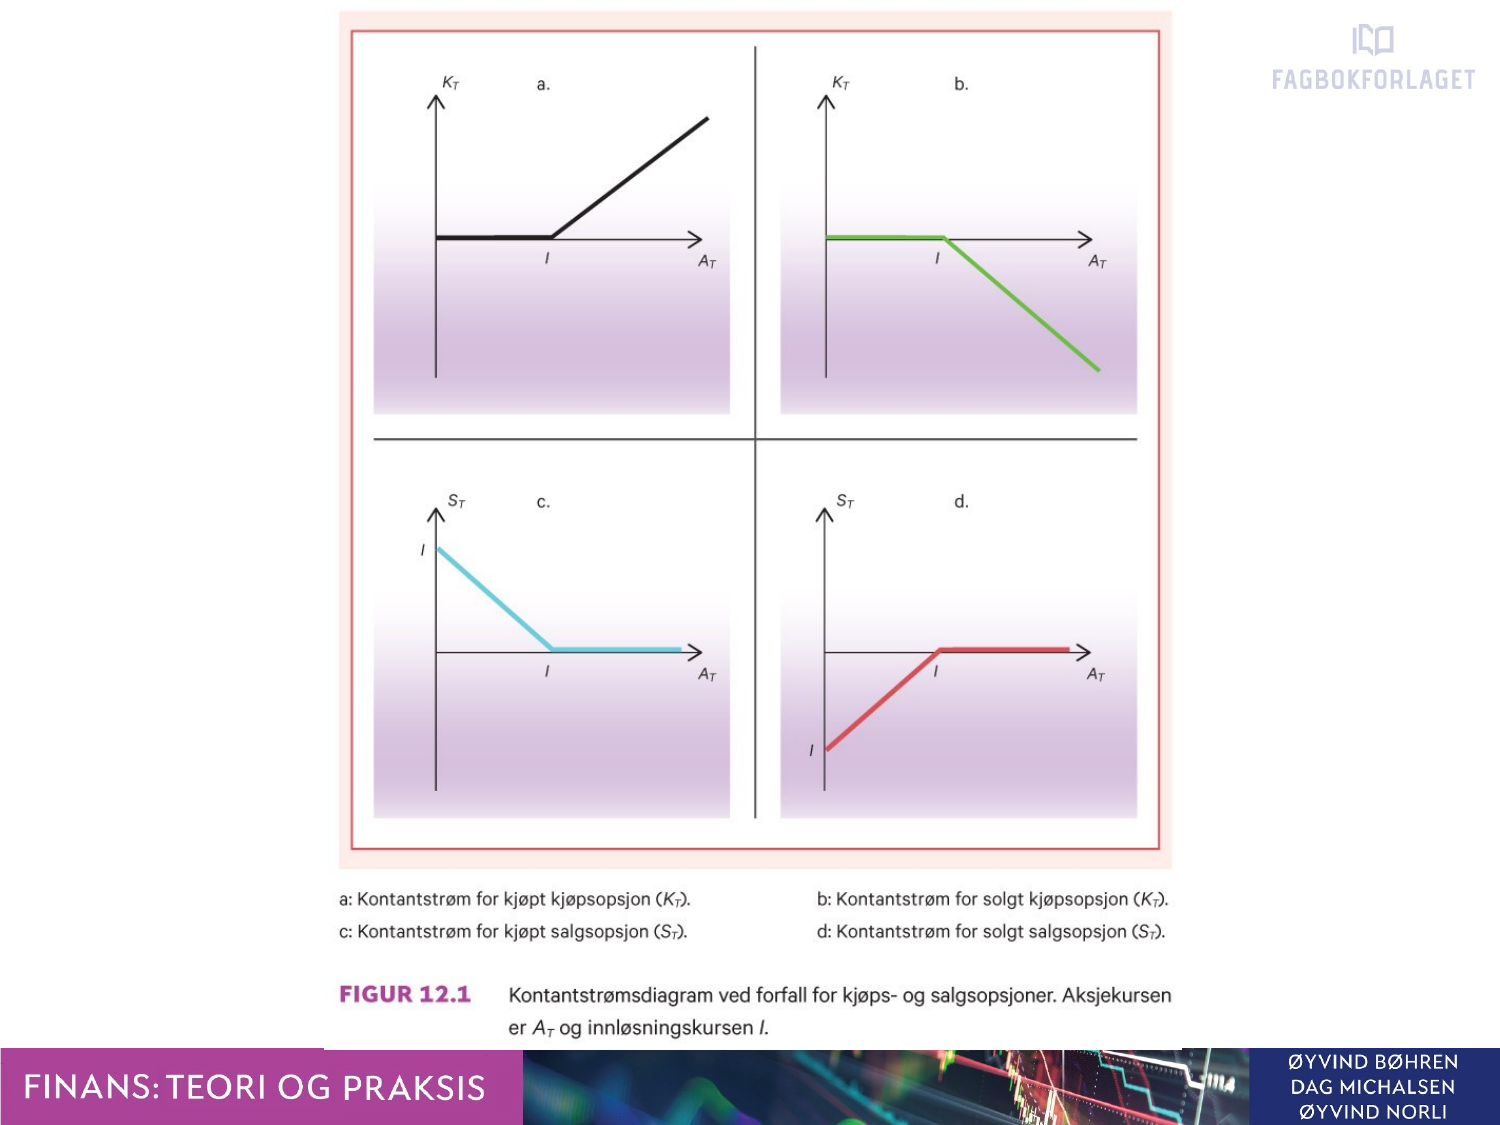 FAGBOKFORLAGET
K_T a.
I
A_T
K_T b.
I
A_T
S_T c.
I
I
A_T
S_T d.
I
A_T
I
a: Kontantstrøm for kjøpt kjøpsopsjon (K_T).
b: Kontantstrøm for solgt kjøpsopsjon (K_T).
c: Kontantstrøm for kjøpt salgsopsjon (S_T).
d: Kontantstrøm for solgt salgsopsjon (S_T).
FIGUR 12.1 Kontantstrømsdiagram ved forfall for kjøps- og salgsopsjoner. Aksjekursen
er A_T og innløsningskursen I.
FINANS: TEORI OG PRAKSIS
ØYVIND BØHREN
DAG MICHALSEN
ØYVIND NORLI